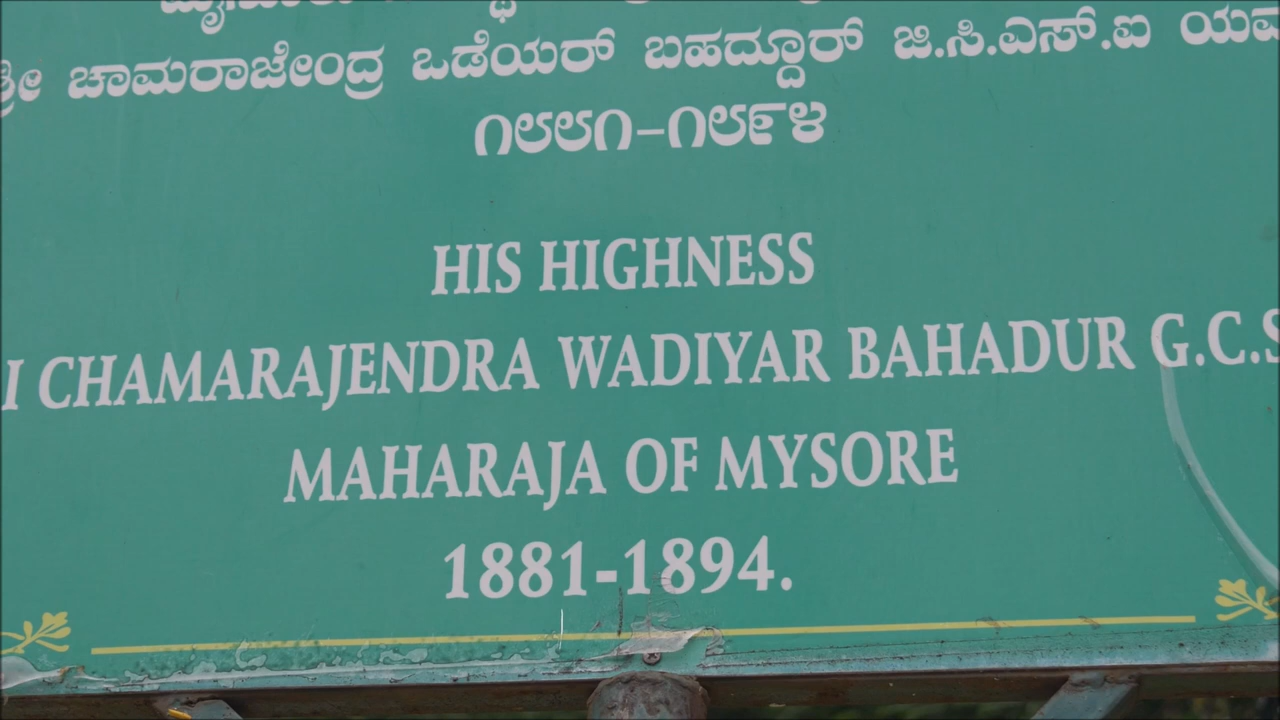 ಶ್ರೀ ಚಾಮರಾಜೇಂದ್ರ ಒಡೆಯರ್ ಬಹದ್ದೂರ್ ಜಿ.ಸಿ.ಎಸ್.ಐ
೧೮೮೧-೧೮೯೪
HIS HIGHNESS
I CHAMARAJENDRA WADIYAR BAHADUR G.C.S
MAHARAJA OF MYSORE
1881-1894.